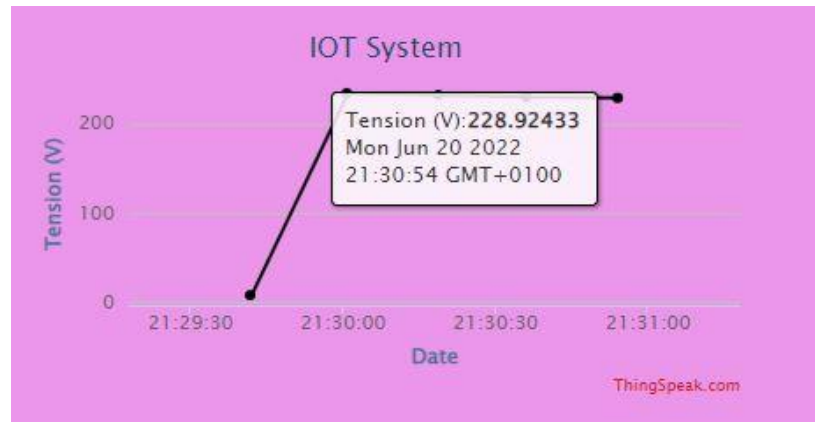 IOT System
Tension (V)
200
100
0
Tension (V):228.92433
Mon Jun 20 2022
21:30:54 GMT+0100
21:29:30 21:30:00 21:30:30 21:31:00
Date
ThingSpeak.com